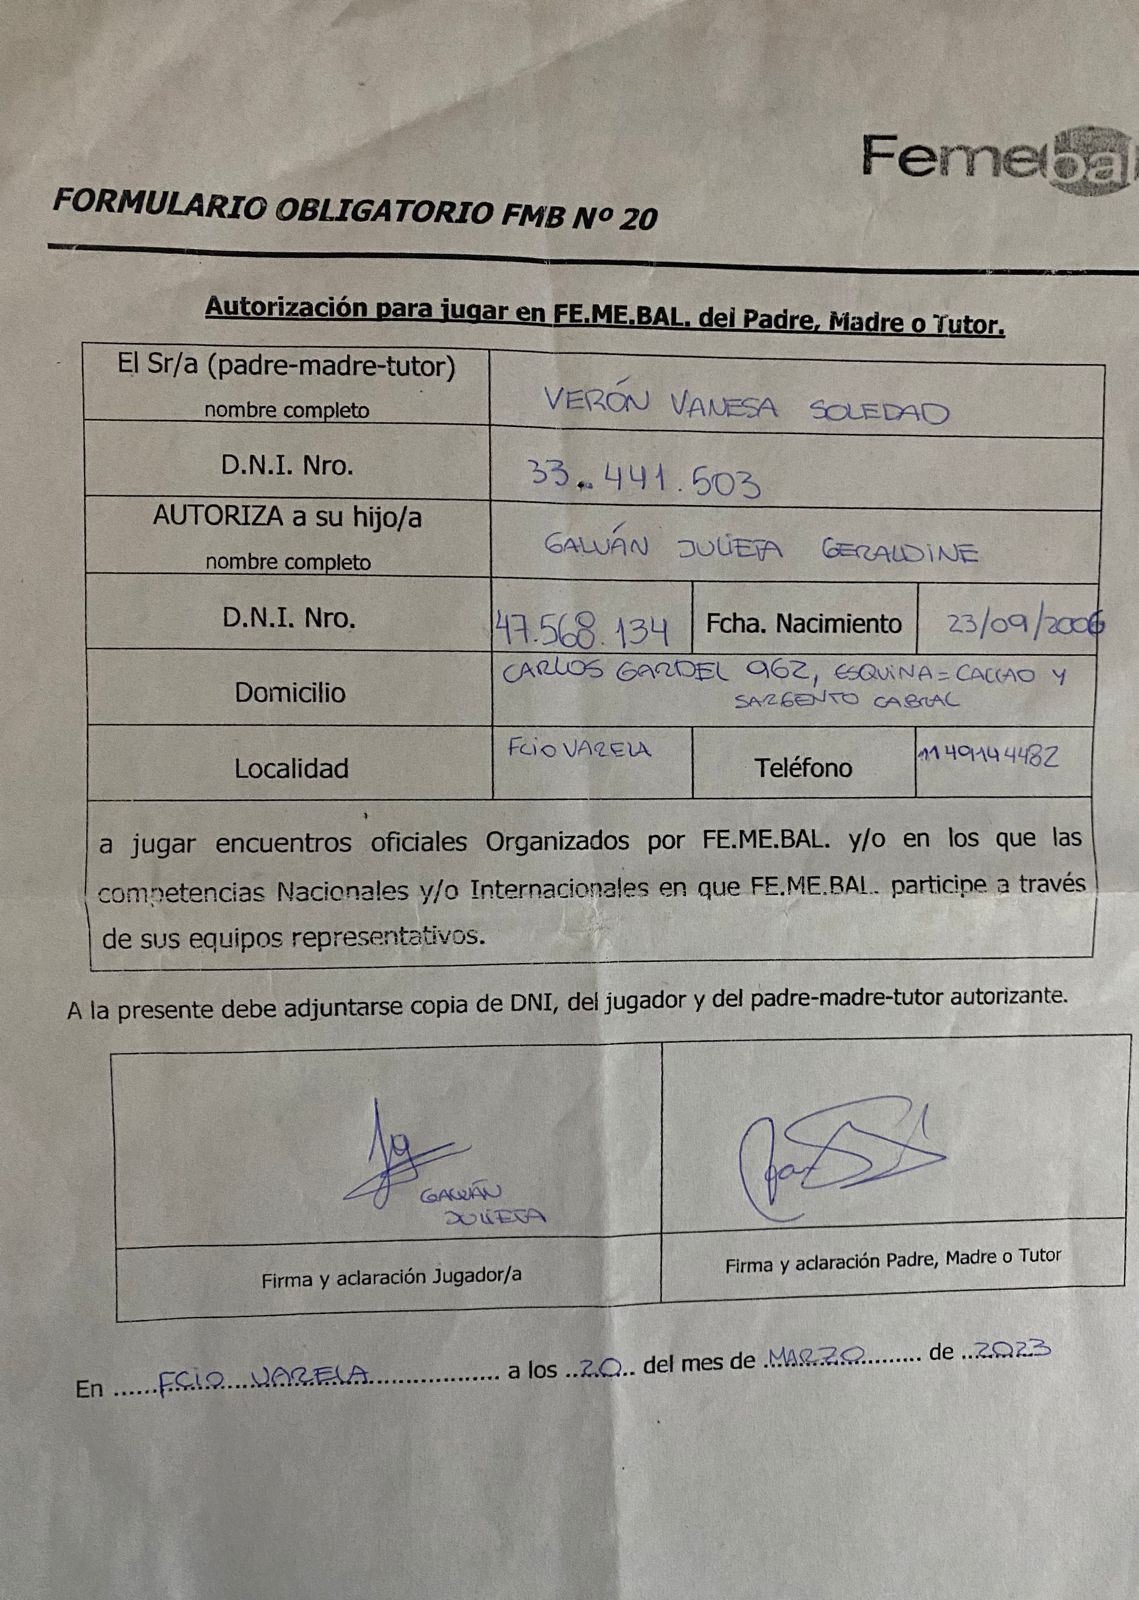 Femebal
FORMULARIO OBLIGATORIO FMB Nº 20
Autorización para jugar en FE.ME.BAL. del Padre, Madre o Tutor.
El Sr/a (padre-madre-tutor)
nombre completo
VERÓN VANESA SOLEDAD
D.N.I. Nro.
33.441.503
AUTORIZA a su hijo/a
nombre completo
GALVÁN JULIETA GERALDINE
D.N.I. Nro.
47.568.134
Fcha. Nacimiento
23/09/2006
Domicilio
CARLOS GARDEL 962, ESQUINA = CALLAO Y
SARGENTO CABRAL
Localidad
FCIO VARELA
Teléfono
1149144482
a jugar encuentros oficiales Organizados por FE.ME.BAL. y/o en los que las
competencias Nacionales y/o Internacionales en que FE.ME.BAL. participe a través
de sus equipos representativos.
A la presente debe adjuntarse copia de DNI, del jugador y del padre-madre-tutor autorizante.
GALVÁN
JULIETA
Firma y aclaración Jugador/a
Firma y aclaración Padre, Madre o Tutor
En ......FCIO VARELA.................... a los ..20.. del mes de .MARZO......... de ..2023